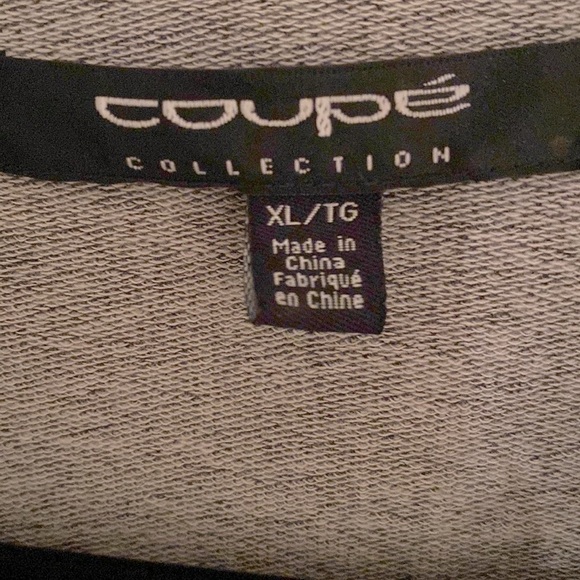 coupé
COLLECTION
XL/TG
Made in
China
Fabriqué
en Chine